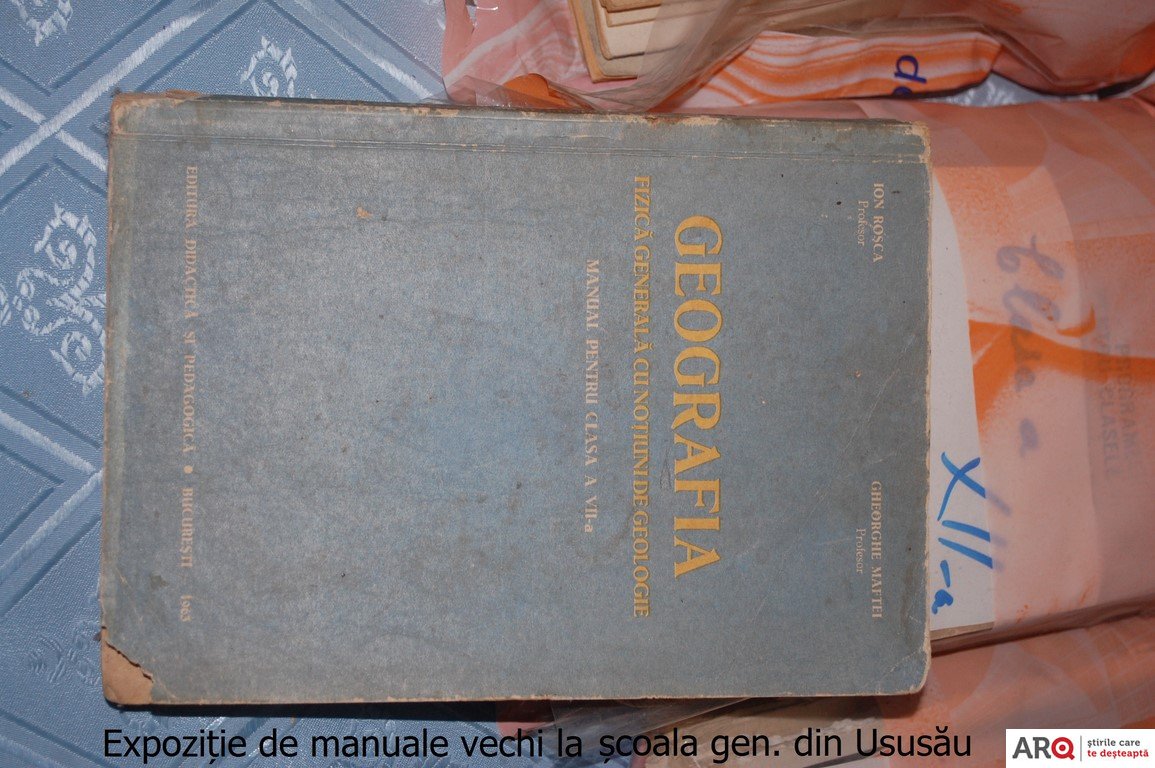 ION ROȘCA
Profesor
GHEORGHE MAFTEI
Profesor
GEOGRAFIA
FIZICĂ GENERALĂ CU NOȚIUNI DE GEOLOGIE
MANUAL PENTRU CLASA A VII-a
EDITURA DIDACTICĂ ȘI PEDAGOGICĂ • BUCUREȘTI 1963
clasa a
XII-a
Expoziție de manuale vechi la școala gen. din Ususău
ARQ
știrile care
te deșteaptă